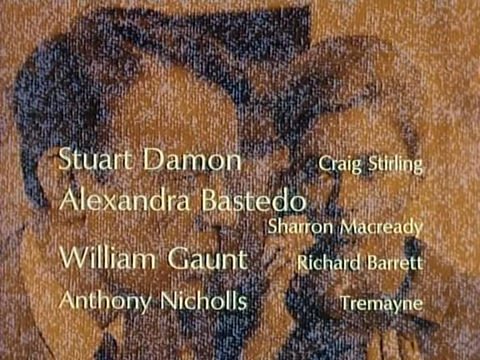 Stuart Damon Craig Stirling
Alexandra Bastedo
Sharron Macready
William Gaunt Richard Barrett
Anthony Nicholls Tremayne